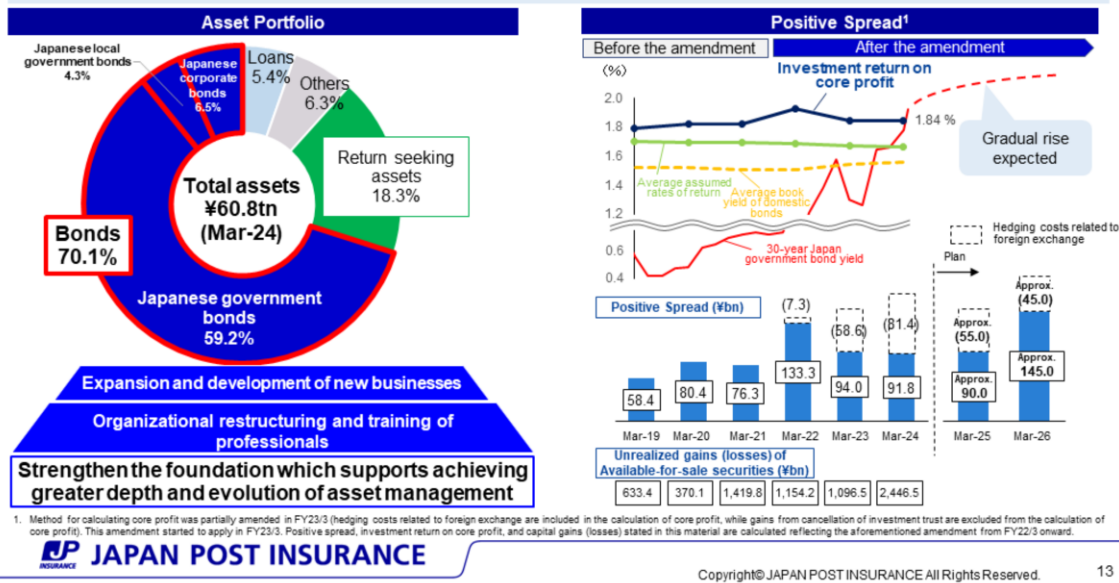 Asset Portfolio
Japanese local
government bonds
4.3%
Japanese
corporate
bonds
6.5%
Loans
5.4%
Others
6.3%
Return seeking
assets
18.3%
Total assets
¥60.8tn
(Mar-24)
Bonds
70.1%
Japanese government
bonds
59.2%
Expansion and development of new businesses
Organizational restructuring and training of
professionals
Strengthen the foundation which supports achieving
greater depth and evolution of asset management
Positive Spread1
Before the amendment
After the amendment
(%)
Investment return on
core profit
2.0
1.8
1.6
1.4
1.2
0.6
0.4
1.84 %
Gradual rise
expected
Average assumed
rates of return
Average book
yield of domestic
bonds
30-year Japan
government bond yield
Hedging costs related to
foreign exchange
Plan
Positive Spread (¥bn)
(7.3)
(58.6)
(81.4)
Approx.
(55.0)
Approx.
(45.0)
58.4
80.4
76.3
133.3
94.0
91.8
Approx.
90.0
Approx.
145.0
Mar-19 Mar-20 Mar-21 Mar-22 Mar-23 Mar-24 Mar-25 Mar-26
Unrealized gains (losses) of
Available-for-sale securities (¥bn)
633.4 370.1 1,419.8 1,154.2 1,096.5 2,446.5
1. Method for calculating core profit was partially amended in FY23/3 (hedging costs related to foreign exchange are included in the calculation of core profit, while gains from cancellation of investment trust are excluded from the calculation of
core profit). This amendment started to apply in FY23/3. Positive spread, investment return on core profit, and capital gains (losses) stated in this material are calculated reflecting the aforementioned amendment from FY22/3 onward.
JP
INSURANCE
JAPAN POST INSURANCE
Copyright© JAPAN POST INSURANCE All Rights Reserved.
13